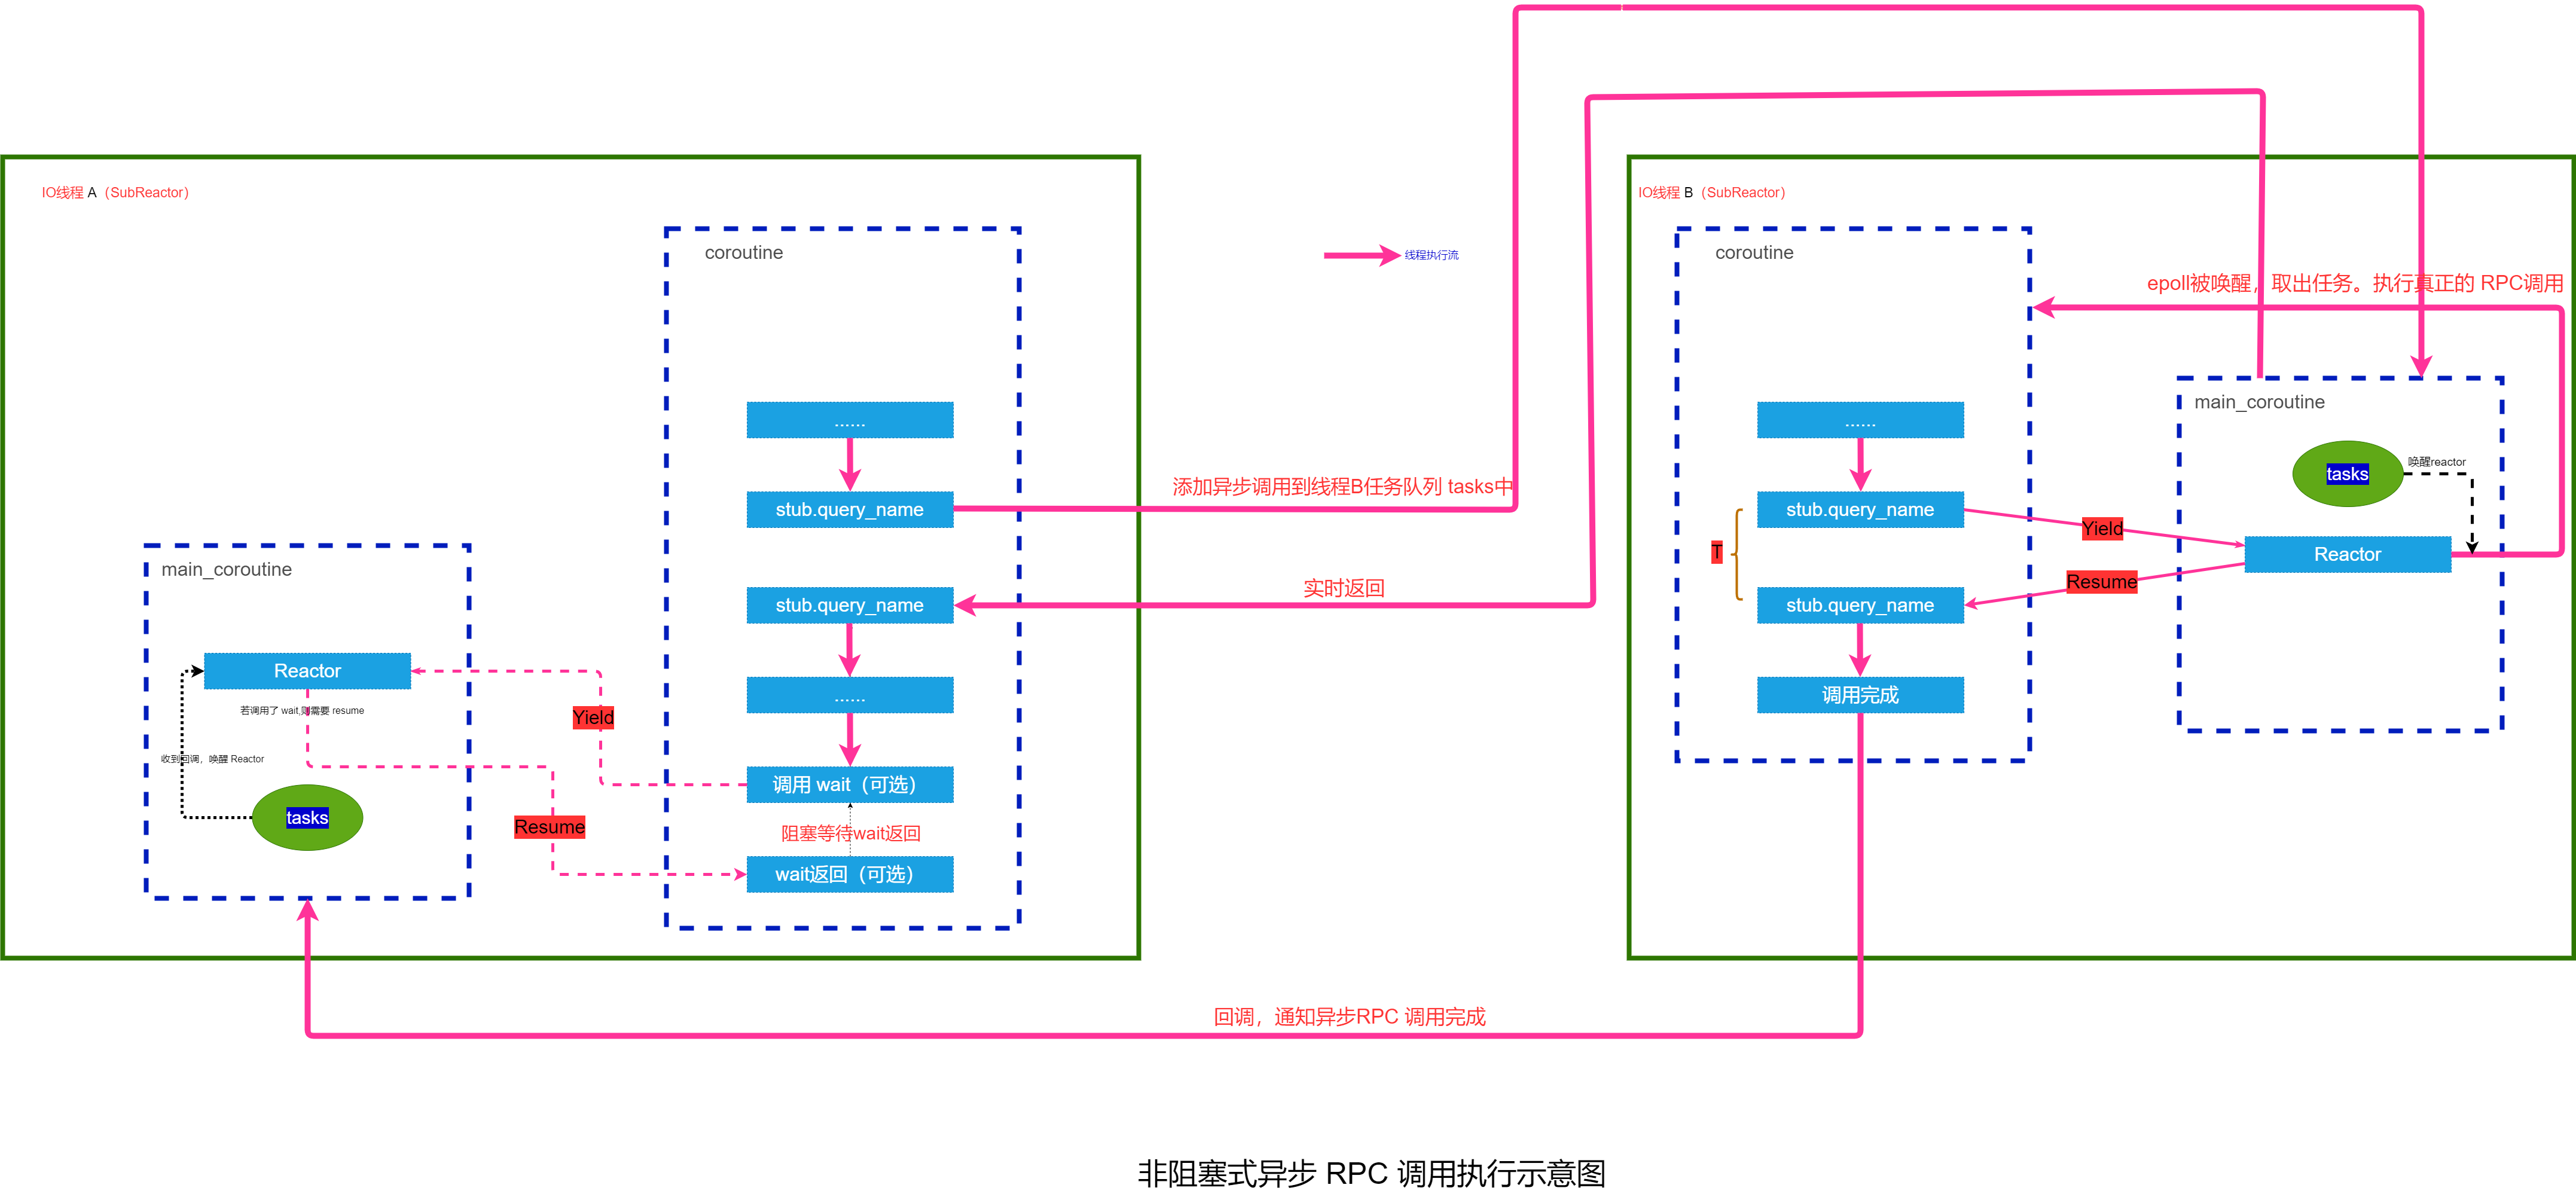 IO线程 A（SubReactor）
coroutine
......
stub.query_name
stub.query_name
......
调用 wait（可选）
阻塞等待wait返回
wait返回（可选）
main_coroutine
Reactor
若调用了 wait,则需要 resume
收到回调，唤醒 Reactor
tasks
Yield
Resume
线程执行流
添加异步调用到线程B任务队列 tasks中
实时返回
IO线程 B（SubReactor）
coroutine
epoll被唤醒，取出任务。执行真正的 RPC调用
......
stub.query_name
T
stub.query_name
调用完成
Yield
Resume
main_coroutine
tasks
唤醒reactor
Reactor
回调，通知异步RPC 调用完成
非阻塞式异步 RPC 调用执行示意图